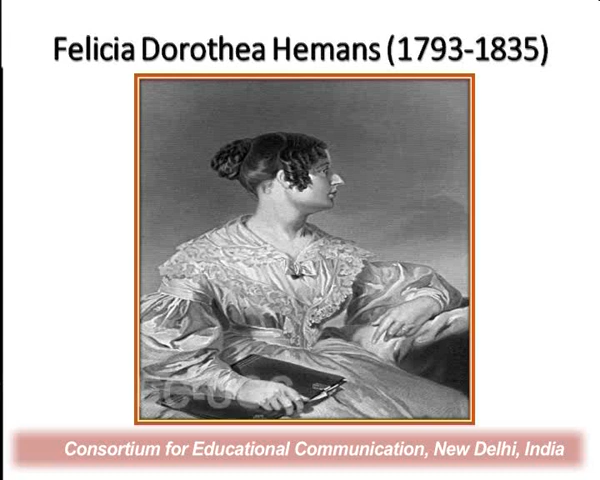 Felicia Dorothea Hemans (1793-1835)
Consortium for Educational Communication, New Delhi, India